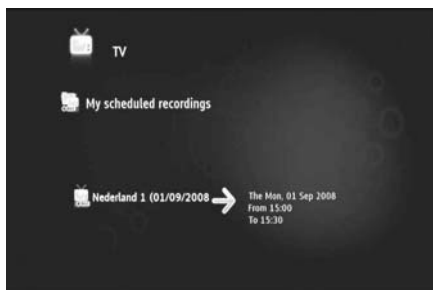 TV
My scheduled recordings
Nederland 1 (01/09/2008
The Mon, 01 Sep 2008
From 15:00
To 15:30